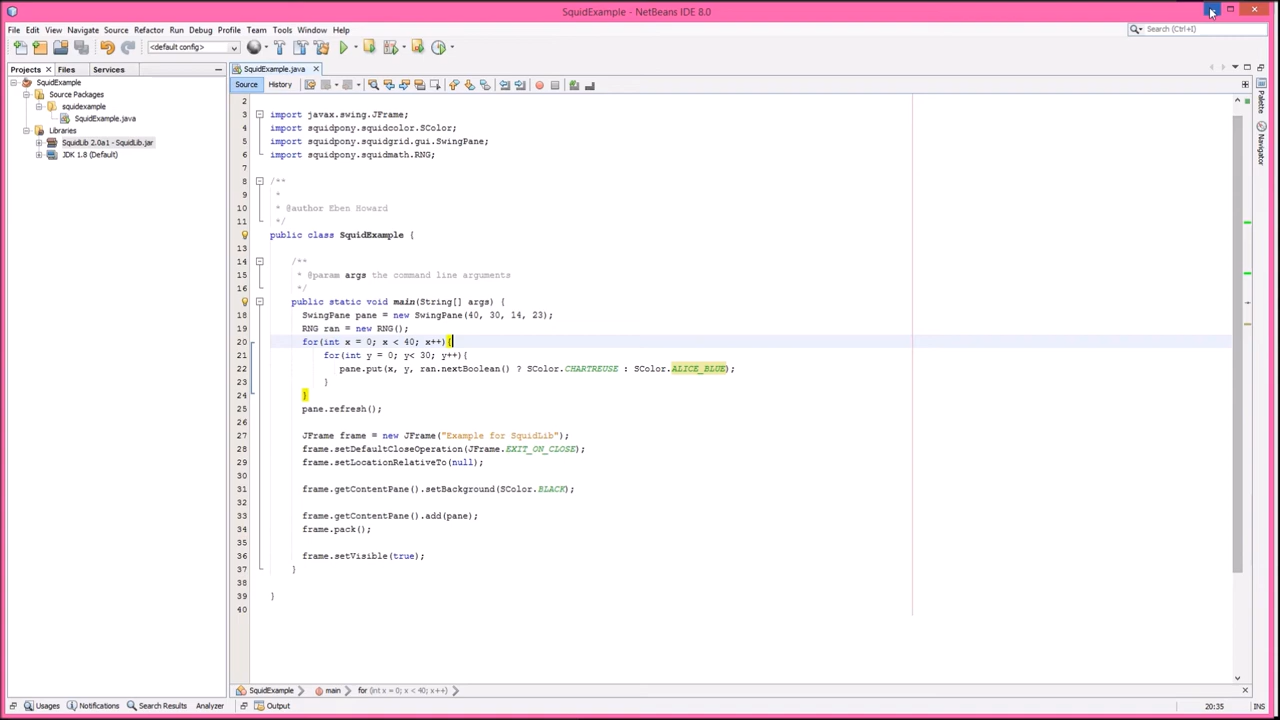 SquidExample - NetBeans IDE 8.0
File Edit View Navigate Source Refactor Run Debug Profile Team Tools Window Help
Search (Ctrl+I)
<default config>
Projects Files Services
SquidExample
Source Packages
squidexample
SquidExample.java
Libraries
SquidLib 2.0a1 - SquidLib.jar
JDK 1.8 (Default)
SquidExample.java
Source History
2
3 import javax.swing.JFrame;
4 import squidpony.squidcolor.SColor;
5 import squidpony.squidgrid.gui.SwingPane;
6 import squidpony.squidmath.RNG;
7
8 /**
9 *
10 * @author Eben Howard
11 */
12 public class SquidExample {
13
14 /**
15 * @param args the command line arguments
16 */
17 public static void main(String[] args) {
18 SwingPane pane = new SwingPane(40, 30, 14, 23);
19 RNG ran = new RNG();
20 for(int x = 0; x < 40; x++){
21 for(int y = 0; y< 30; y++){
22 pane.put(x, y, ran.nextBoolean() ? SColor.CHARTREUSE : SColor.ALICE_BLUE);
23 }
24 }
25 pane.refresh();
26
27 JFrame frame = new JFrame("Example for SquidLib");
28 frame.setDefaultCloseOperation(JFrame.EXIT_ON_CLOSE);
29 frame.setLocationRelativeTo(null);
30
31 frame.getContentPane().setBackground(SColor.BLACK);
32
33 frame.getContentPane().add(pane);
34 frame.pack();
35
36 frame.setVisible(true);
37 }
38
39 }
40
Palette
Navigator
SquidExample main for (int x = 0; x < 40; x++)
Usages Notifications Search Results Analyzer Output
20:35 INS